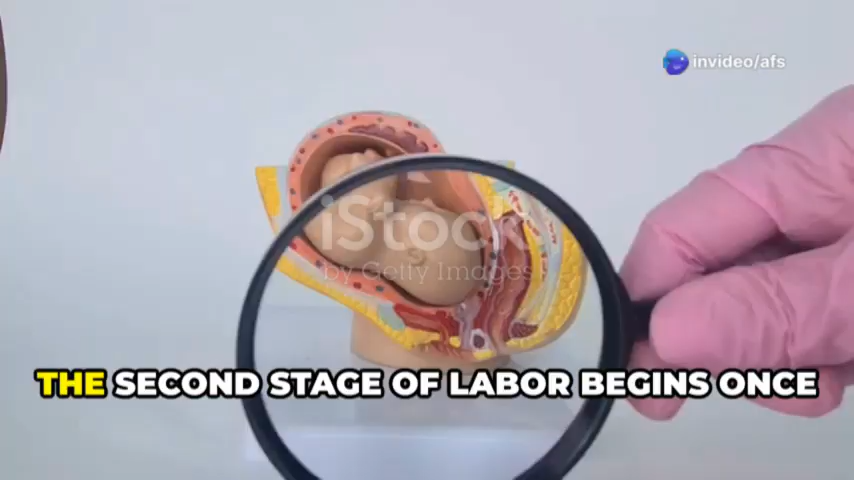 invideo/afs
iStock
by Getty Images
THE SECOND STAGE OF LABOR BEGINS ONCE